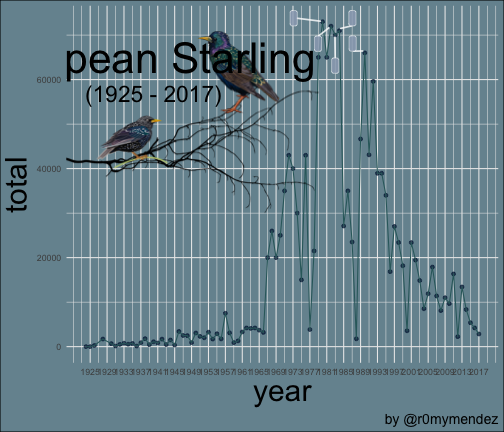 pean Starling
(1925 - 2017)
60000
40000
20000
0
total
1925 1929 1933 1937 1941 1945 1949 1953 1957 1961 1965 1969 1973 1977 1981 1985 1989 1993 1997 2001 2005 2009 2013 2017
year
by @r0mymendez